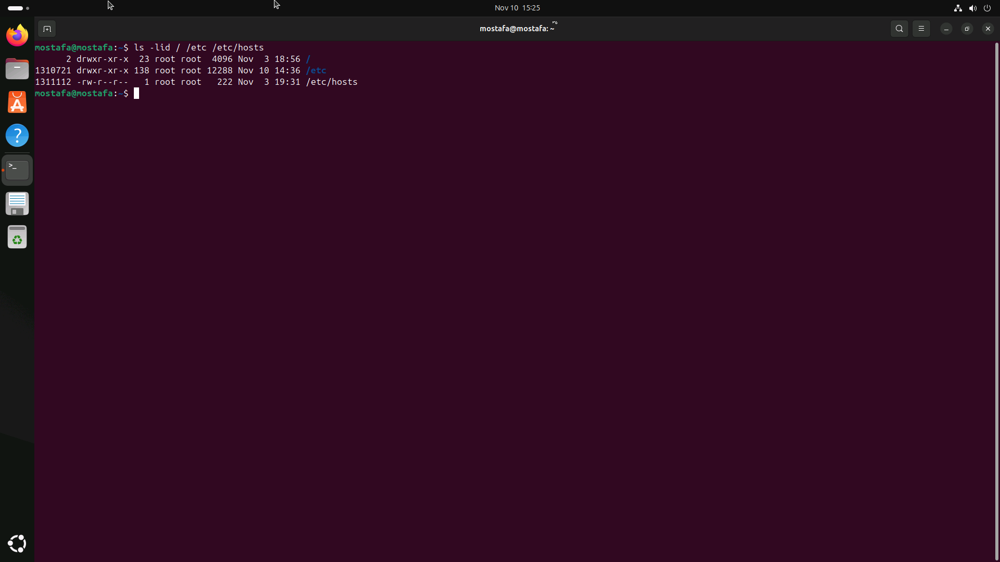 Nov 10 15:25
mostafa@mostafa: ~
mostafa@mostafa:~$ ls -lid / /etc /etc/hosts
      2 drwxr-xr-x  23 root root  4096 Nov  3 18:56 /
1310721 drwxr-xr-x 138 root root 12288 Nov 10 14:36 /etc
1311112 -rw-r--r--   1 root root   222 Nov  3 19:31 /etc/hosts
mostafa@mostafa:~$